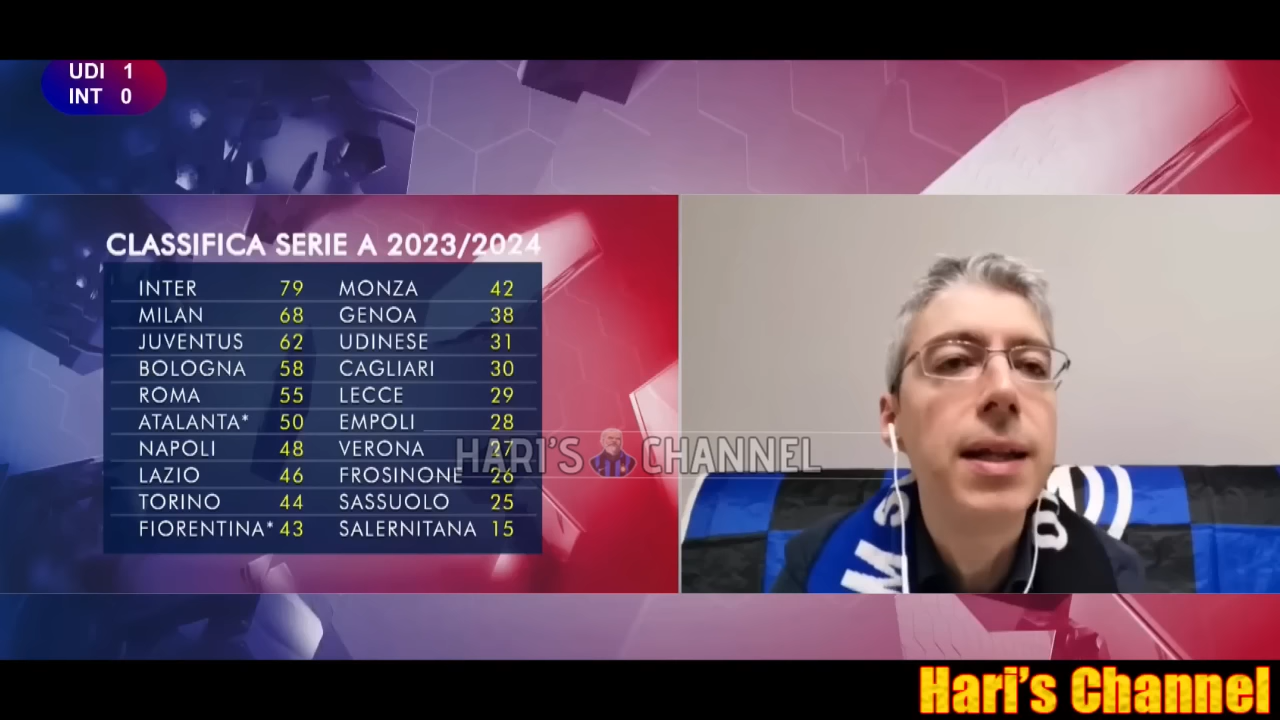 UDI 1
INT 0
CLASSIFICA SERIE A 2023/2024
INTER 79 MONZA 42
MILAN 68 GENOA 38
JUVENTUS 62 UDINESE 31
BOLOGNA 58 CAGLIARI 30
ROMA 55 LECCE 29
ATALANTA* 50 EMPOLI 28
NAPOLI 48 VERONA 27
LAZIO 46 FROSINONE 26
TORINO 44 SASSUOLO 25
FIORENTINA* 43 SALERNITANA 15
HARI'S CHANNEL
Hari's Channel